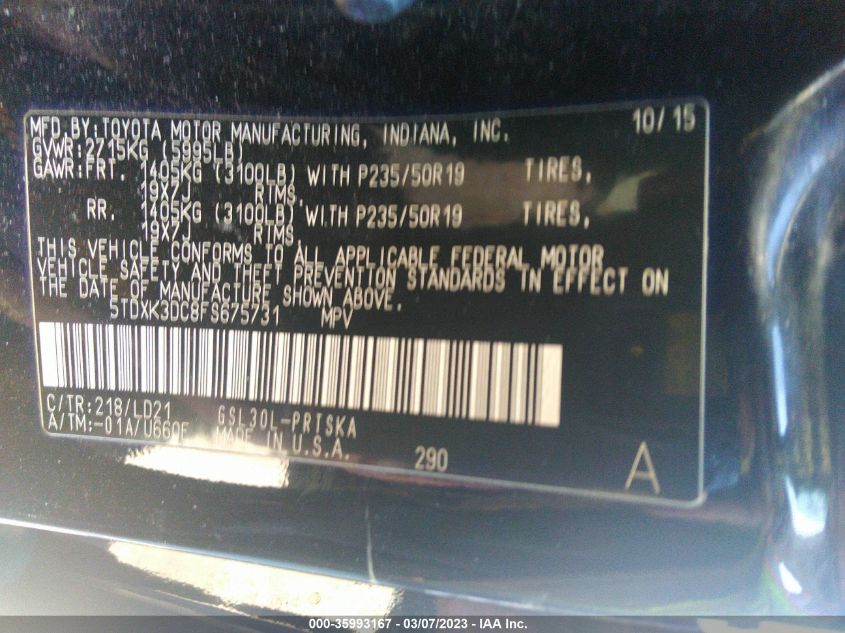 MFD.BY:TOYOTA MOTOR MANUFACTURING, INDIANA, INC. 10/15
GVWR:2715KG (5995LB)
GAWR:FRT. 1405KG (3100LB) WITH P235/50R19 TIRES,
19X7J RIMS,
RR. 1405KG (3100LB) WITH P235/50R19 TIRES,
19X7J RIMS
THIS VEHICLE CONFORMS TO ALL APPLICABLE FEDERAL MOTOR
VEHICLE SAFETY AND THEFT PREVENTION STANDARDS IN EFFECT ON
THE DATE OF MANUFACTURE SHOWN ABOVE.
5TDXK3DC8FS675731 MPV
C/TR:218/LD21 GSL30L-PRTSKA
A/TM:-01A/U660F MADE IN U.S.A.
290
A
000-35993167 - 03/07/2023 - © IAA Inc.